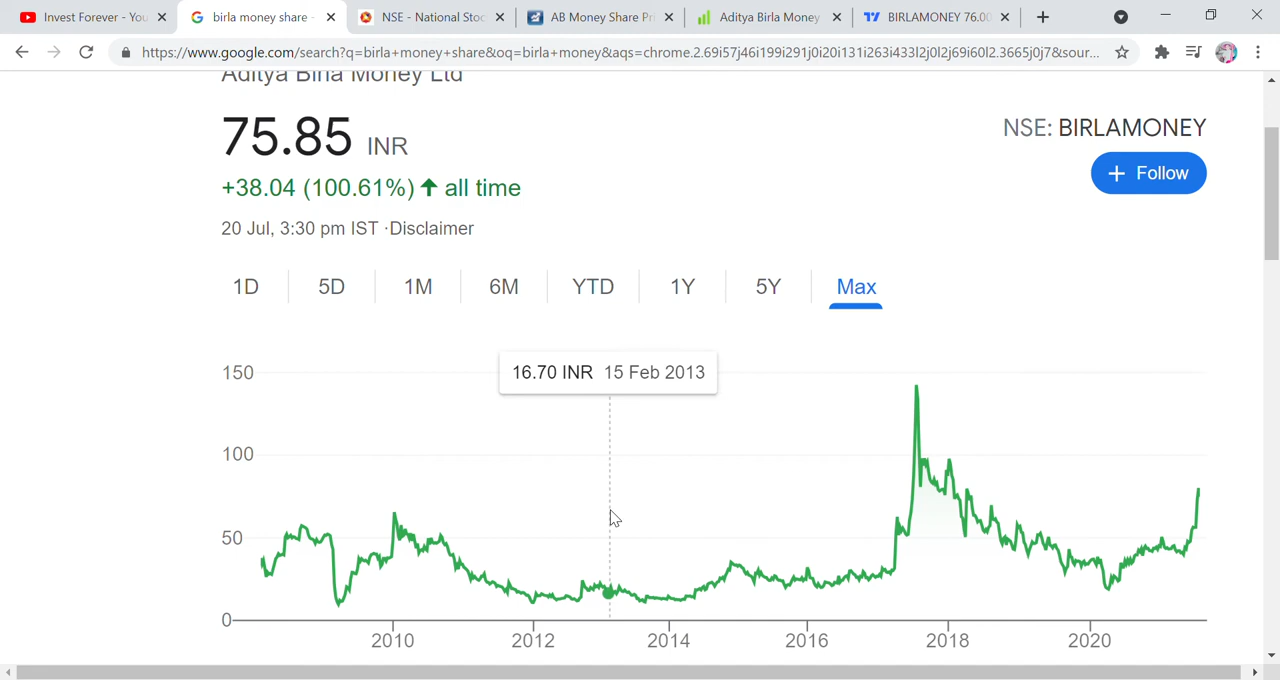 Invest Forever - You
birla money share -
NSE - National Stoc
AB Money Share Pri
Aditya Birla Money
BIRLAMONEY 76.00
https://www.google.com/search?q=birla+money+share&oq=birla+money&aqs=chrome.2.69i57j46i199i291j0i20i131i263i433l2j0l2j69i60l2.3665j0j7&sour...
Aditya Birla Money Ltd
75.85 INR
NSE: BIRLAMONEY
+ Follow
+38.04 (100.61%) ↑ all time
20 Jul, 3:30 pm IST ·Disclaimer
1D 5D 1M 6M YTD 1Y 5Y Max
16.70 INR 15 Feb 2013
150
100
50
0
2010 2012 2014 2016 2018 2020